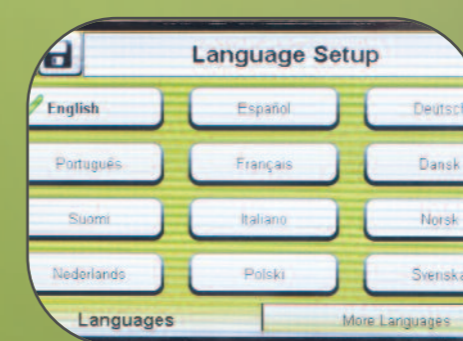 Language Setup
English Español Deutsch
Português Français Dansk
Suomi Italiano Norsk
Nederlands Polski Svenska
Languages More Languages